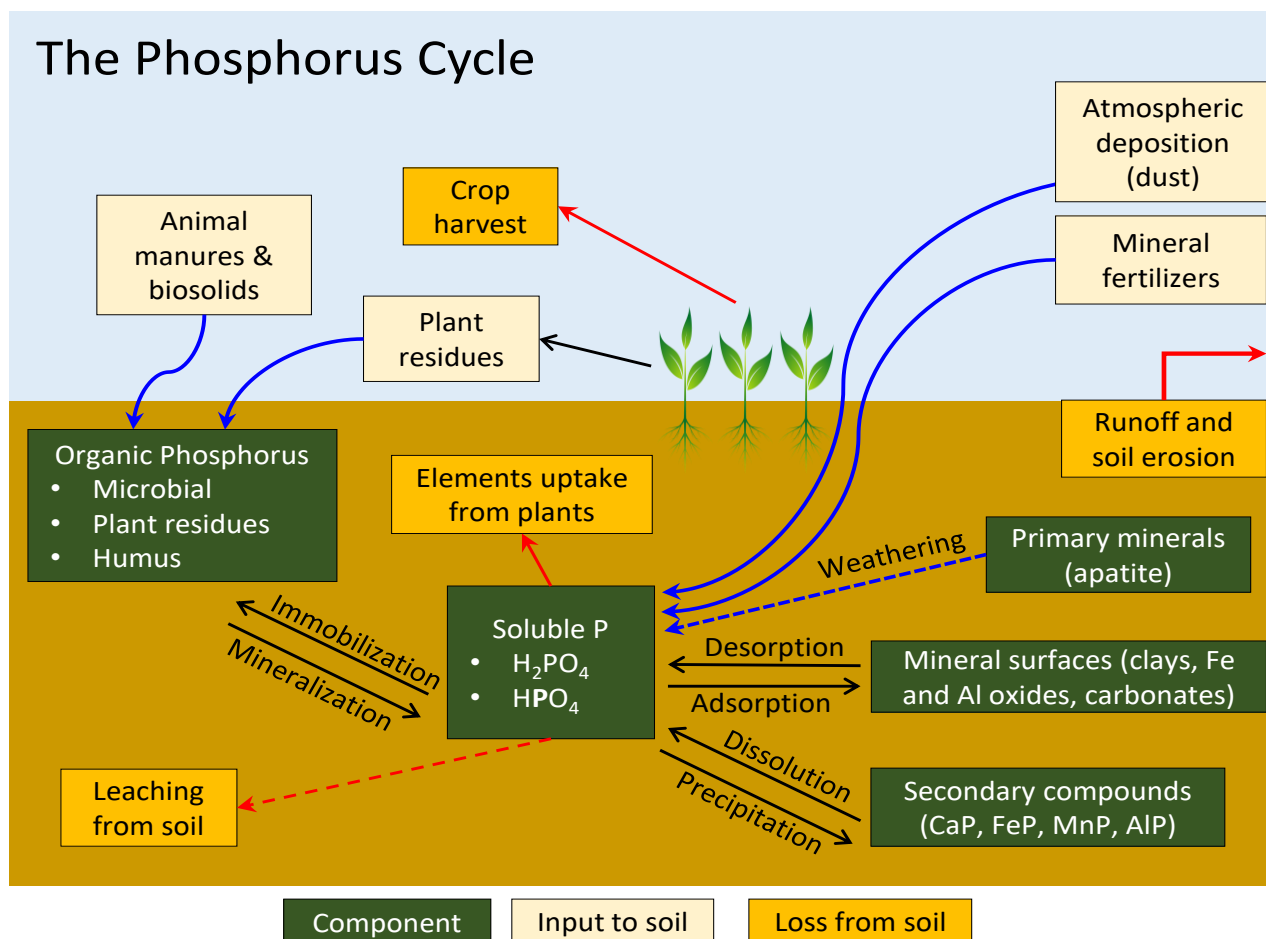 The Phosphorus Cycle
Atmospheric
deposition
(dust)
Crop
harvest
Animal
manures &
biosolids
Mineral
fertilizers
Plant
residues
Runoff and
soil erosion
Organic Phosphorus
• Microbial
• Plant residues
• Humus
Elements uptake
from plants
Weathering
Primary minerals
(apatite)
Immobilization
Mineralization
Soluble P
• H₂PO₄
• HPO₄
Desorption
Adsorption
Mineral surfaces (clays, Fe
and Al oxides, carbonates)
Dissolution
Precipitation
Leaching
from soil
Secondary compounds
(CaP, FeP, MnP, AlP)
Component
Input to soil
Loss from soil